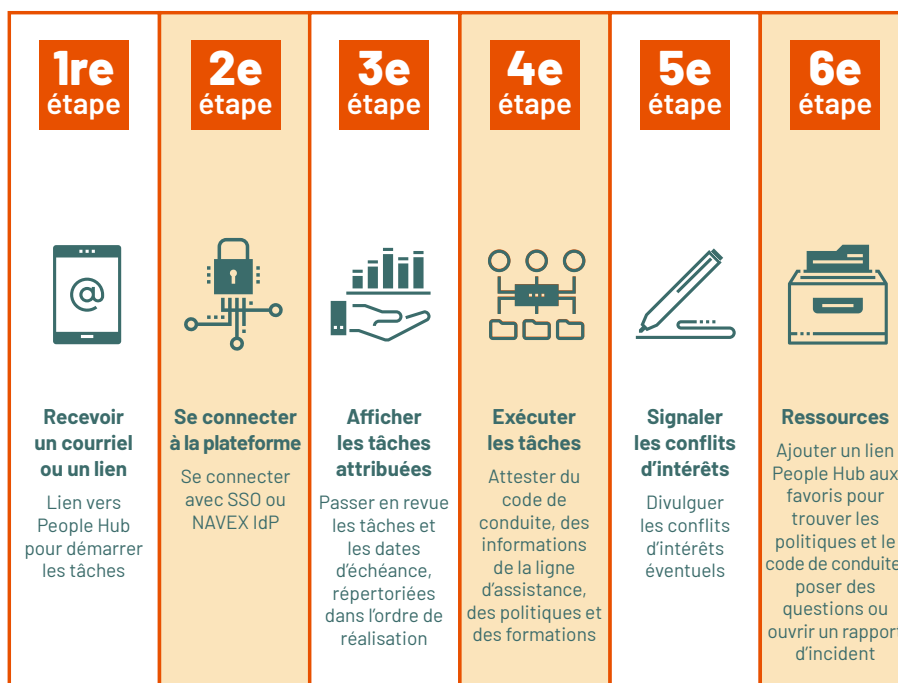 1re
étape
2e
étape
3e
étape
4e
étape
5e
étape
6e
étape
@
Recevoir
un courriel
ou un lien
Lien vers
People Hub
pour démarrer
les tâches
Se connecter
à la plateforme
Se connecter
avec SSO ou
NAVEX IdP
Afficher
les tâches
attribuées
Passer en revue
les tâches et
les dates
d'échéance,
répertoriées
dans l'ordre de
réalisation
Exécuter
les tâches
Attester du
code de
conduite, des
informations
de la ligne
d'assistance,
des politiques et
des formations
Signaler
les conflits
d'intérêts
Divulguer
les conflits
d'intérêts
éventuels
Ressources
Ajouter un lien
People Hub aux
favoris pour
trouver les
politiques et le
code de conduite,
poser des
questions ou
ouvrir un rapport
d'incident